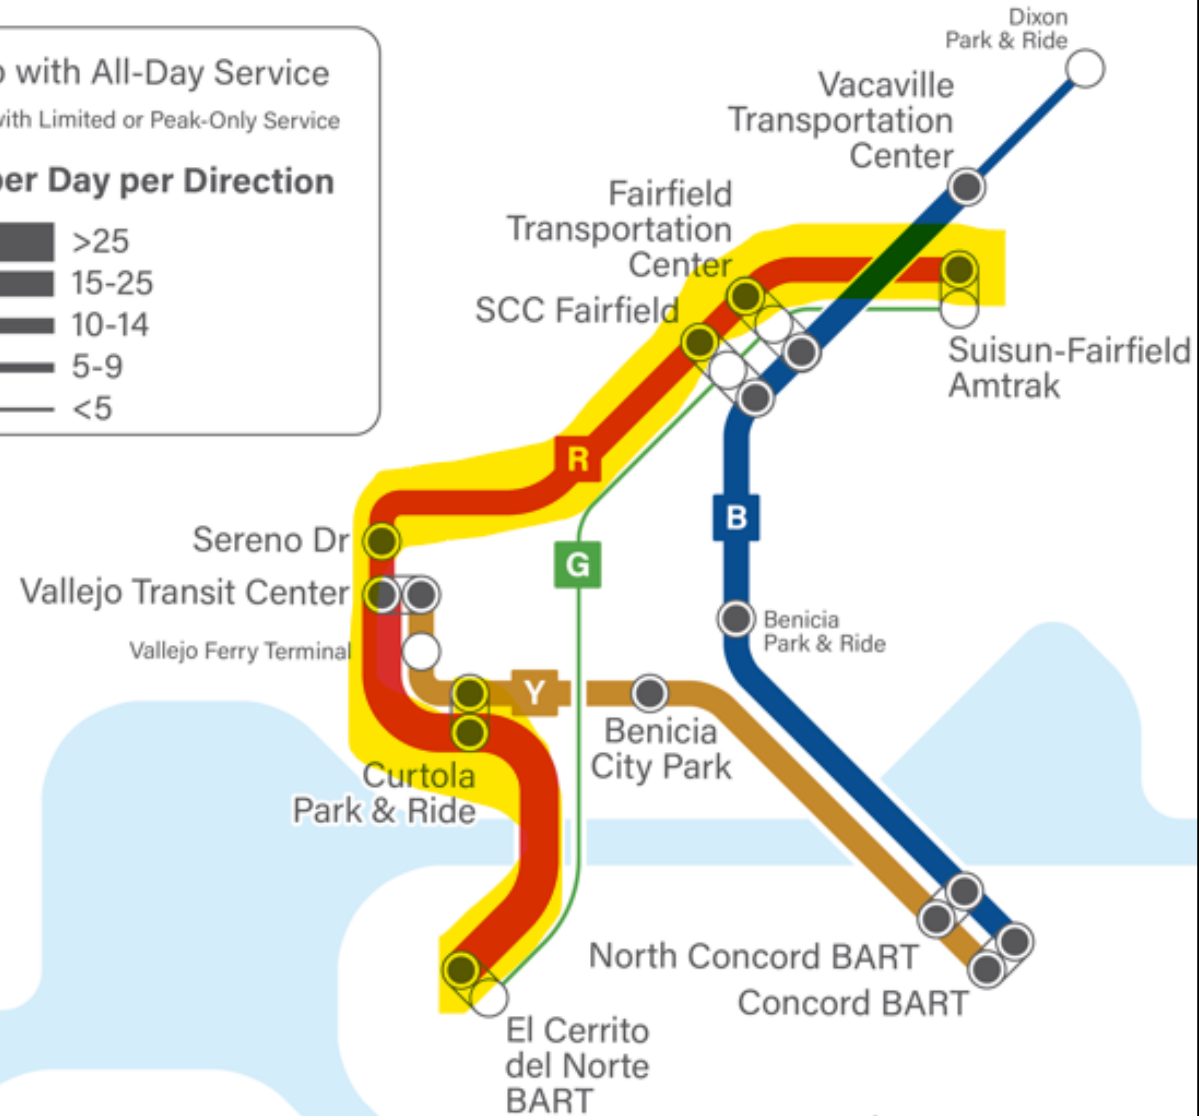 Dixon
Park & Ride
with All-Day Service
with Limited or Peak-Only Service
per Day per Direction
>25
15-25
10-14
5-9
<5
Vacaville
Transportation
Center
Fairfield
Transportation
Center
SCC Fairfield
Suisun-Fairfield
Amtrak
R
B
Sereno Dr
G
Vallejo Transit Center
Benicia
Park & Ride
Vallejo Ferry Terminal
Y
Benicia
City Park
Curtola
Park & Ride
North Concord BART
Concord BART
El Cerrito
del Norte
BART